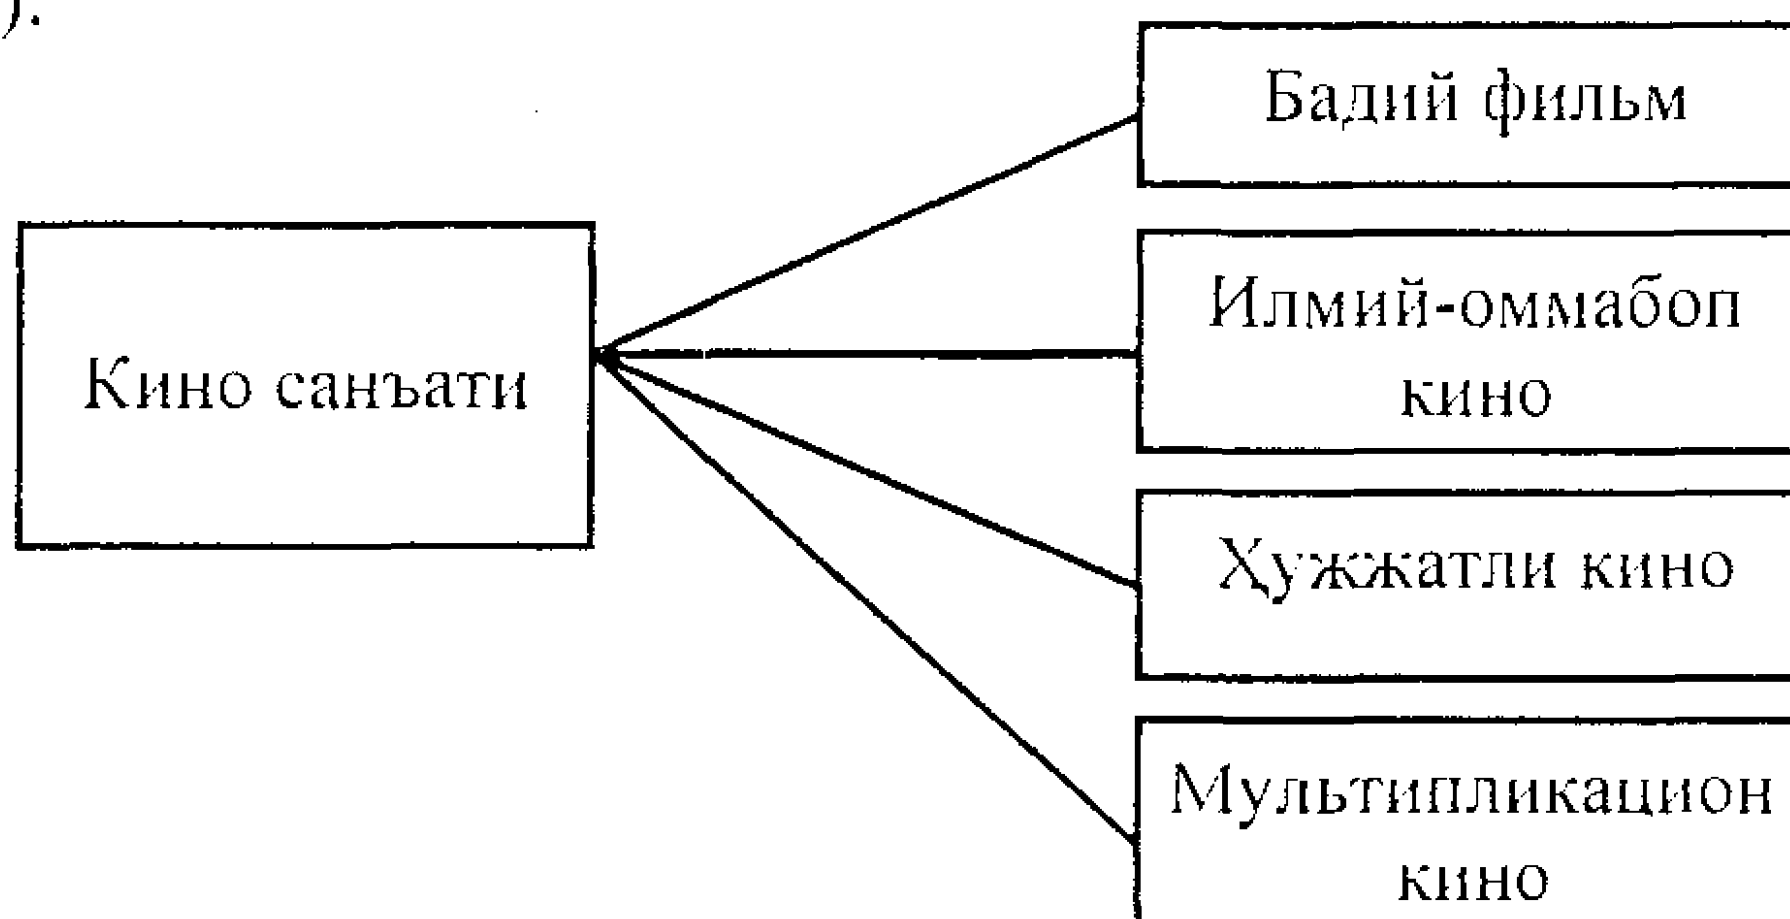 ).
Бадий фильм
Илмий-оммабоп
кино
Кино санъати
Ҳужжатли кино
Мультипликацион
кино